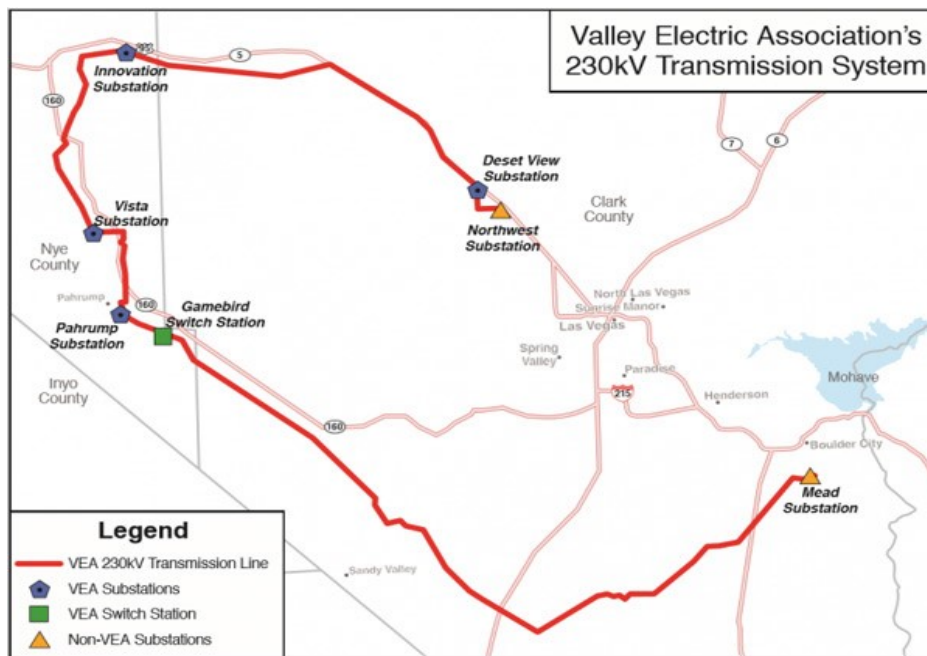 Valley Electric Association's
230kV Transmission System
Innovation
Substation
5
160
7
6
Deset View
Substation
Clark
County
Vista
Substation
Northwest
Substation
Nye
County
Pahrump
160
Gamebird
Switch Station
North Las Vegas
Sunrise Manor
Las Vegas
Pahrump
Substation
Spring
Valley
Inyo
County
Paradise
Mohave
215
Henderson
160
Boulder City
Mead
Substation
Legend
VEA 230kV Transmission Line
VEA Substations
VEA Switch Station
Non-VEA Substations
Sandy Valley